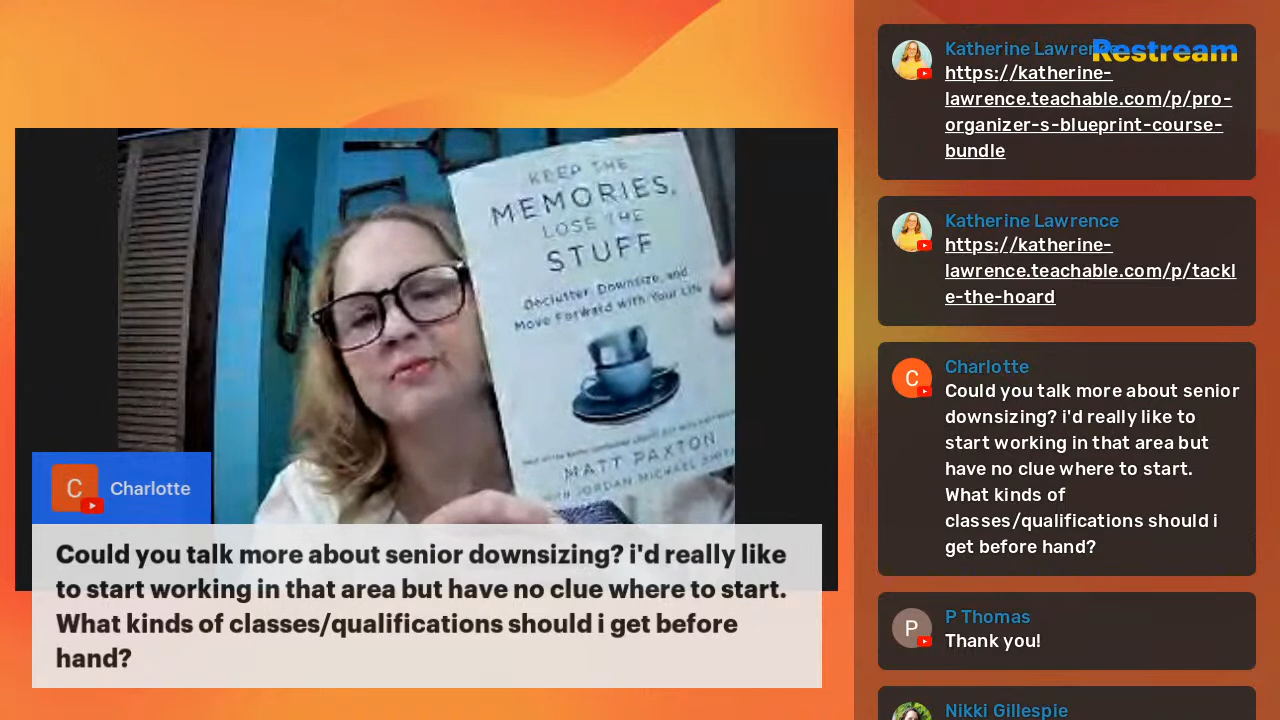 KEEP THE
MEMORIES,
LOSE THE
STUFF
Declutter, Downsize, and
Move Forward with Your Life
MATT PAXTON
WITH JORDAN MICHAEL SMITH
C
Charlotte
Could you talk more about senior downsizing? i'd really like
to start working in that area but have no clue where to start.
What kinds of classes/qualifications should i get before
hand?
Restream
Katherine Lawrence
https://katherine-
lawrence.teachable.com/p/pro-
organizer-s-blueprint-course-
bundle
Katherine Lawrence
https://katherine-
lawrence.teachable.com/p/tackl
e-the-hoard
C
Charlotte
Could you talk more about senior
downsizing? i'd really like to
start working in that area but
have no clue where to start.
What kinds of
classes/qualifications should i
get before hand?
P
P Thomas
Thank you!
Nikki Gillespie